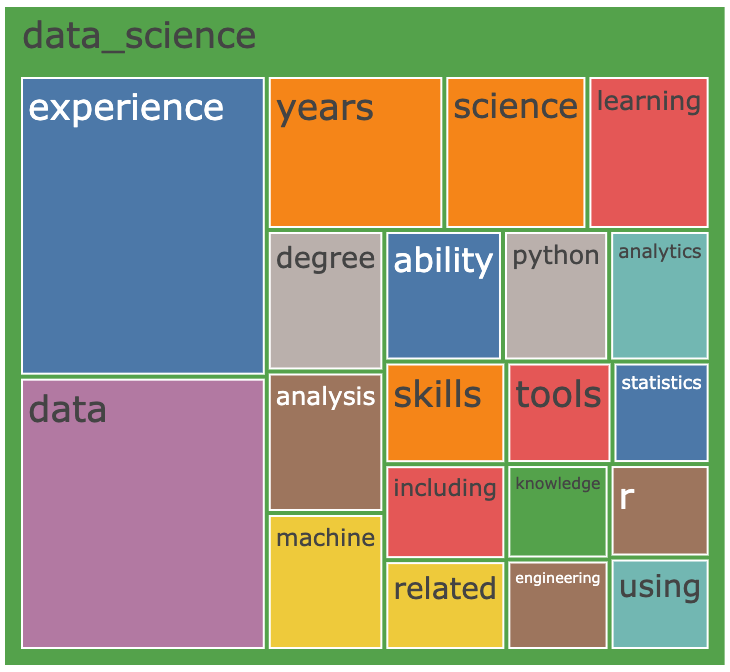 data_science
experience
years
science
learning
degree
ability
python
analytics
data
analysis
skills
tools
statistics
including
knowledge
r
machine
related
engineering
using